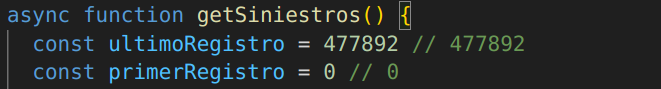 async function getSiniestros() {
const ultimoRegistro = 477892 // 477892
const primerRegistro = 0 // 0